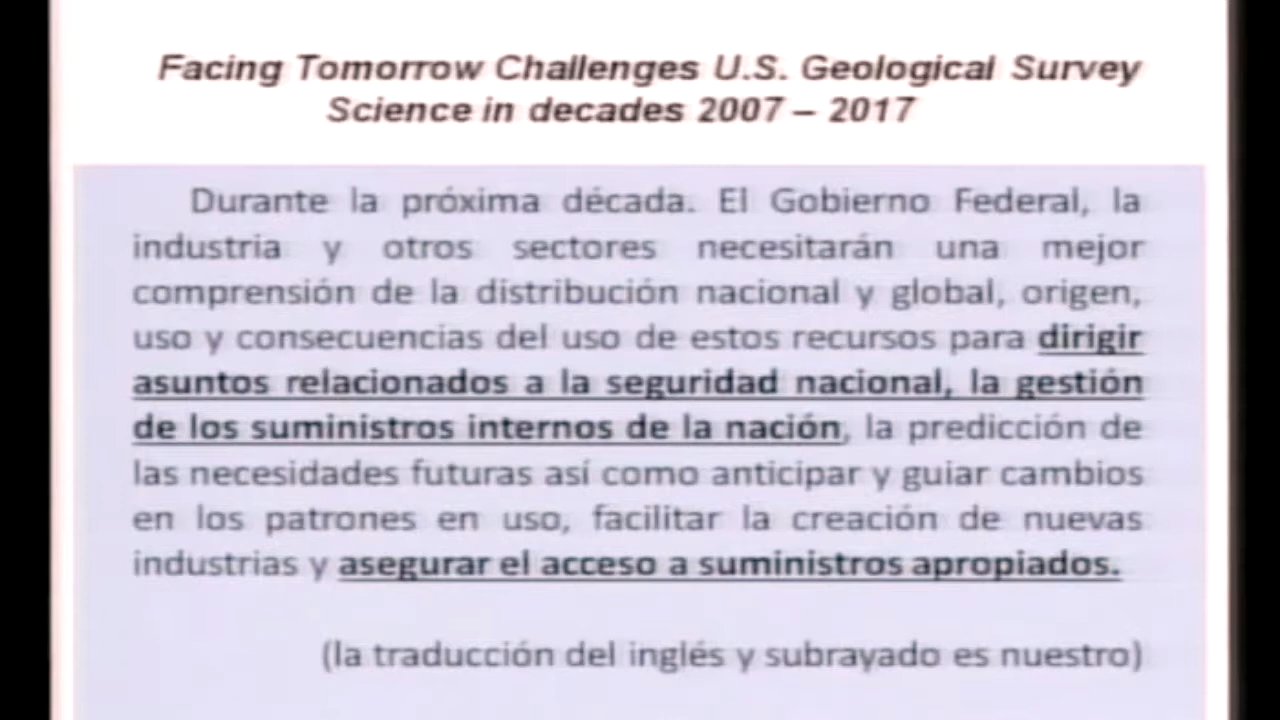 Facing Tomorrow Challenges U.S. Geological Survey
Science in decades 2007 – 2017
Durante la próxima década. El Gobierno Federal, la
industria y otros sectores necesitarán una mejor
comprensión de la distribución nacional y global, origen,
uso y consecuencias del uso de estos recursos para dirigir
asuntos relacionados a la seguridad nacional, la gestión
de los suministros internos de la nación, la predicción de
las necesidades futuras así como anticipar y guiar cambios
en los patrones en uso, facilitar la creación de nuevas
industrias y asegurar el acceso a suministros apropiados.
(la traducción del inglés y subrayado es nuestro)